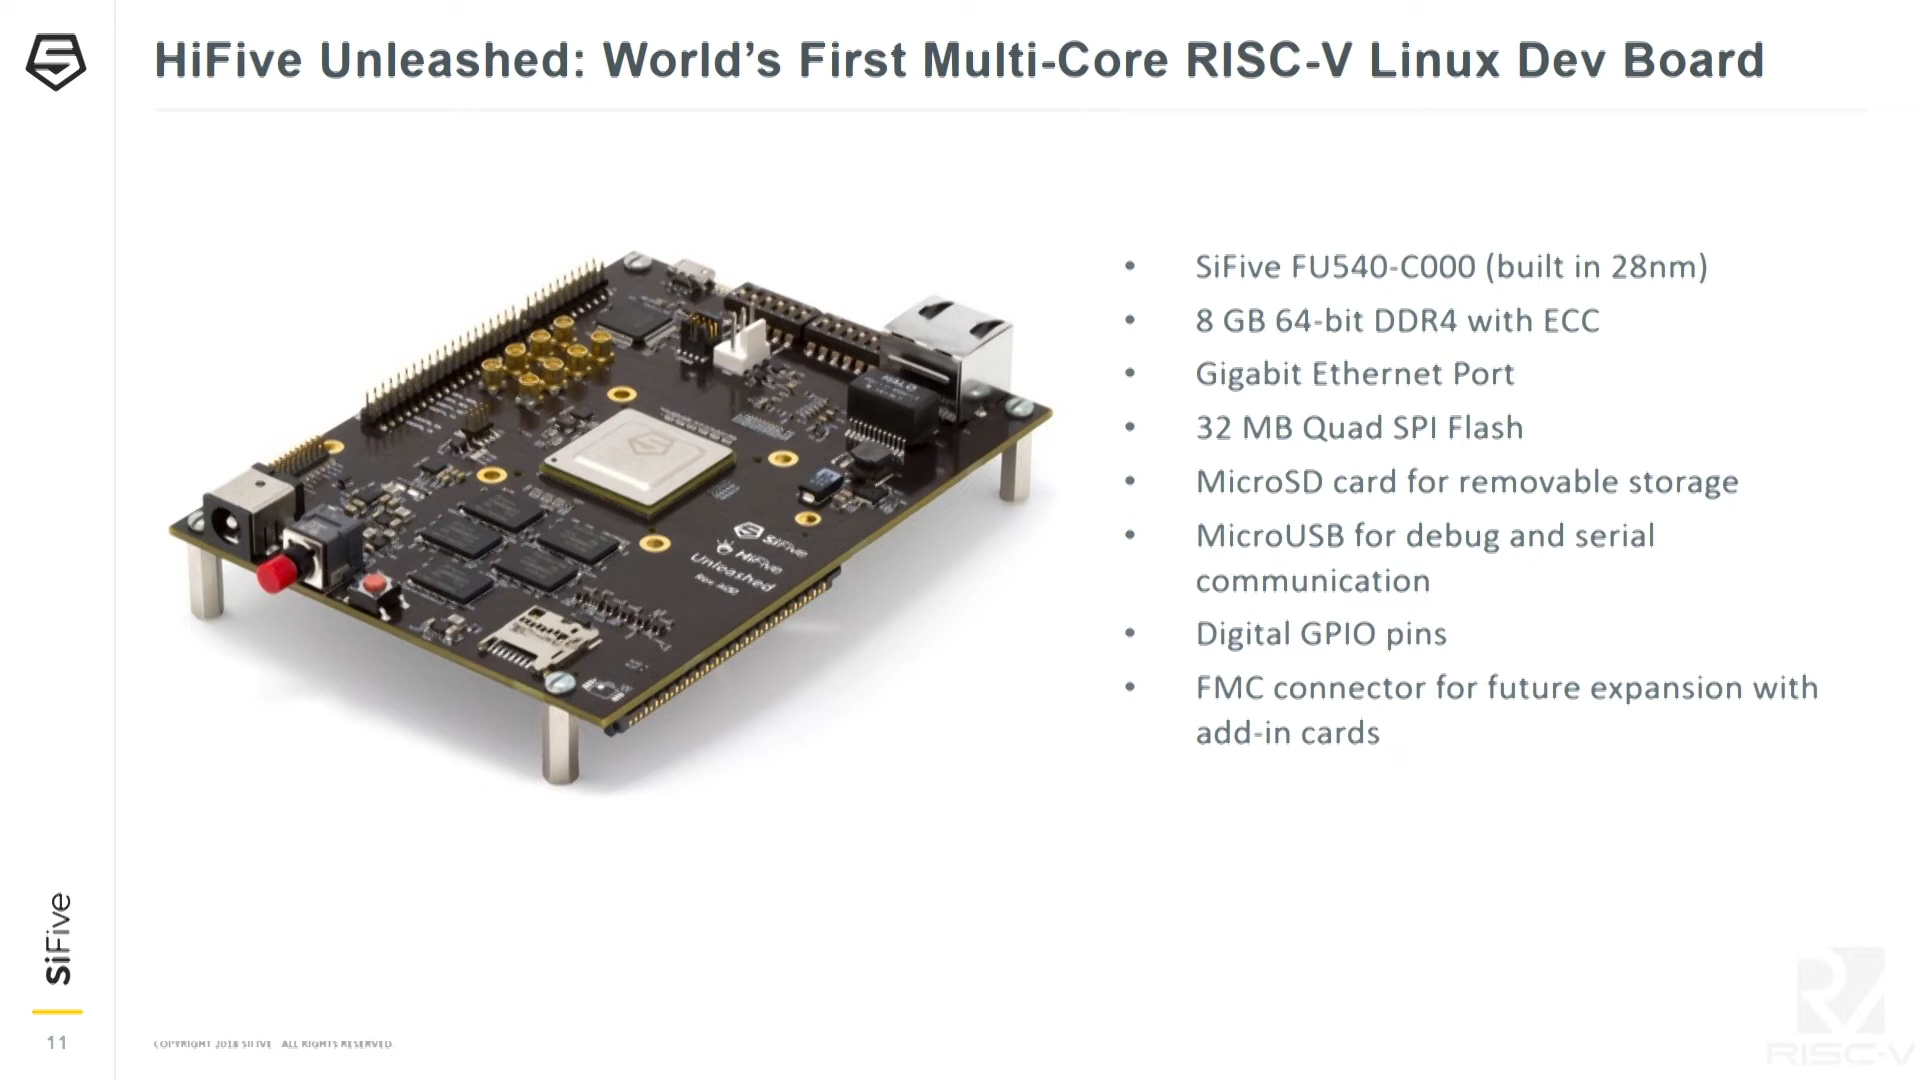 HiFive Unleashed: World’s First Multi-Core RISC-V Linux Dev Board
• SiFive FU540-C000 (built in 28nm)
• 8 GB 64-bit DDR4 with ECC
• Gigabit Ethernet Port
• 32 MB Quad SPI Flash
• MicroSD card for removable storage
• MicroUSB for debug and serial
communication
• Digital GPIO pins
• FMC connector for future expansion with
add-in cards
SiFive
HiFive
Unleashed
SiFive
11
COPYRIGHT 2018 SIFIVE ALL RIGHTS RESERVED.
RISC-V